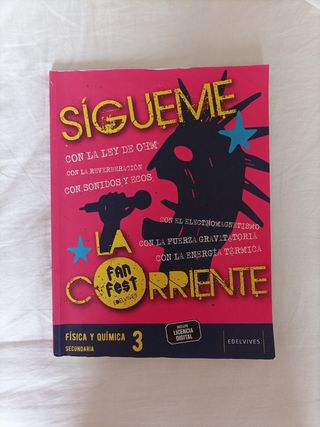 SÍGUEME
CON LA LEY DE OHM
CON LA REVERBERACIÓN
CON SONIDOS Y ECOS
CON EL ELECTROMAGNETISMO
CON LA FUERZA GRAVITATORIA
CON LA ENERGÍA TÉRMICA
LA
FAN
FEST
EDELVIVES
CORRIENTE
FÍSICA Y QUÍMICA 3
SECUNDARIA
INCLUYE
LICENCIA
DIGITAL
EDELVIVES